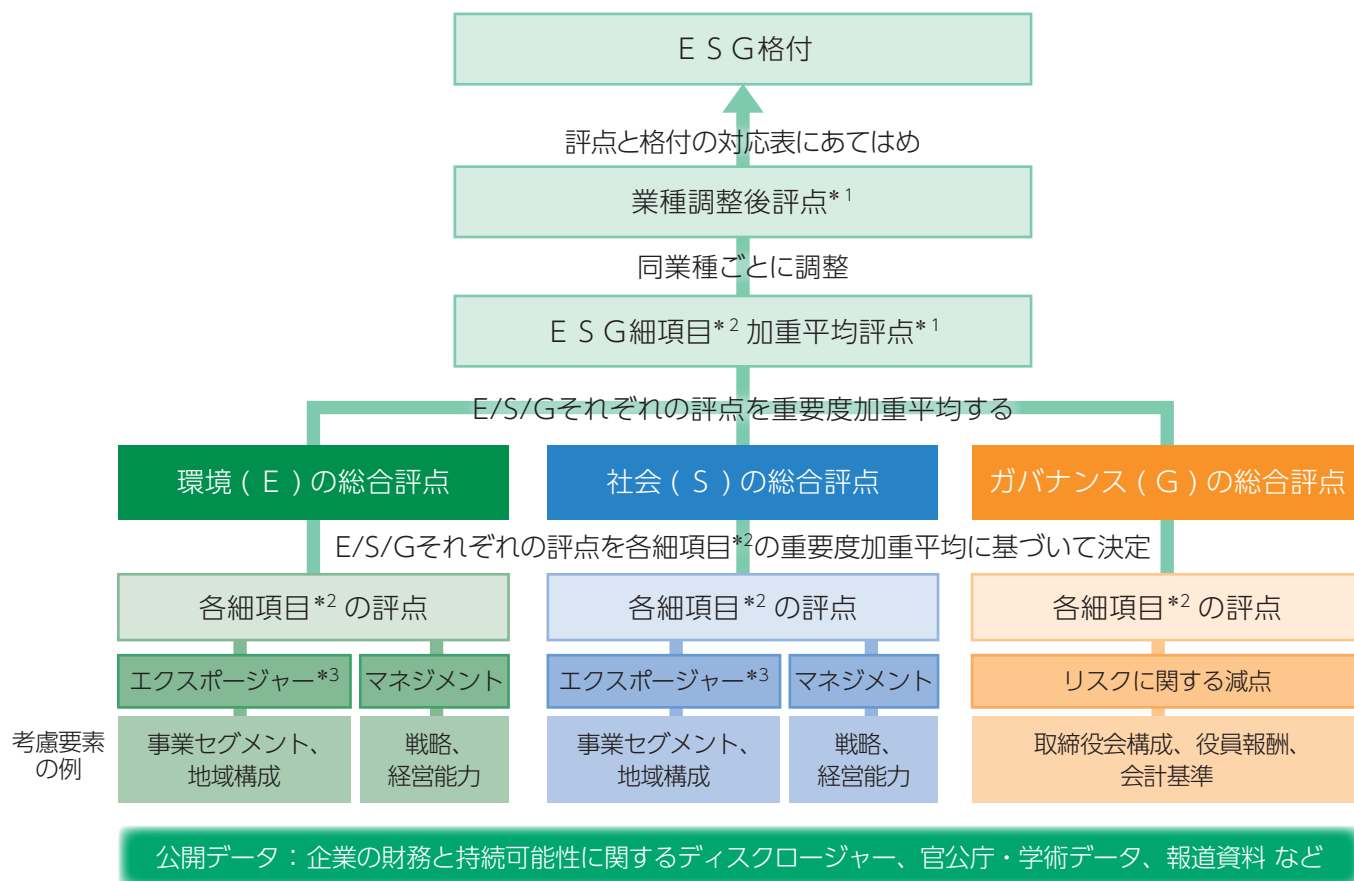 ESG格付
評点と格付の対応表にあてはめ
業種調整後評点*1
同業種ごとに調整
ESG細項目*2 加重平均評点*1
E/S/Gそれぞれの評点を重要度加重平均する
環境(E)の総合評点
社会(S)の総合評点
ガバナンス(G)の総合評点
E/S/Gそれぞれの評点を各細項目*2の重要度加重平均に基づいて決定
各細項目*2 の評点
各細項目*2 の評点
各細項目*2 の評点
エクスポージャー*3
マネジメント
エクスポージャー*3
マネジメント
リスクに関する減点
考慮要素
の例
事業セグメント、
地域構成
戦略、
経営能力
事業セグメント、
地域構成
戦略、
経営能力
取締役会構成、役員報酬、
会計基準
公開データ：企業の財務と持続可能性に関するディスクロージャー、官公庁・学術データ、報道資料 など